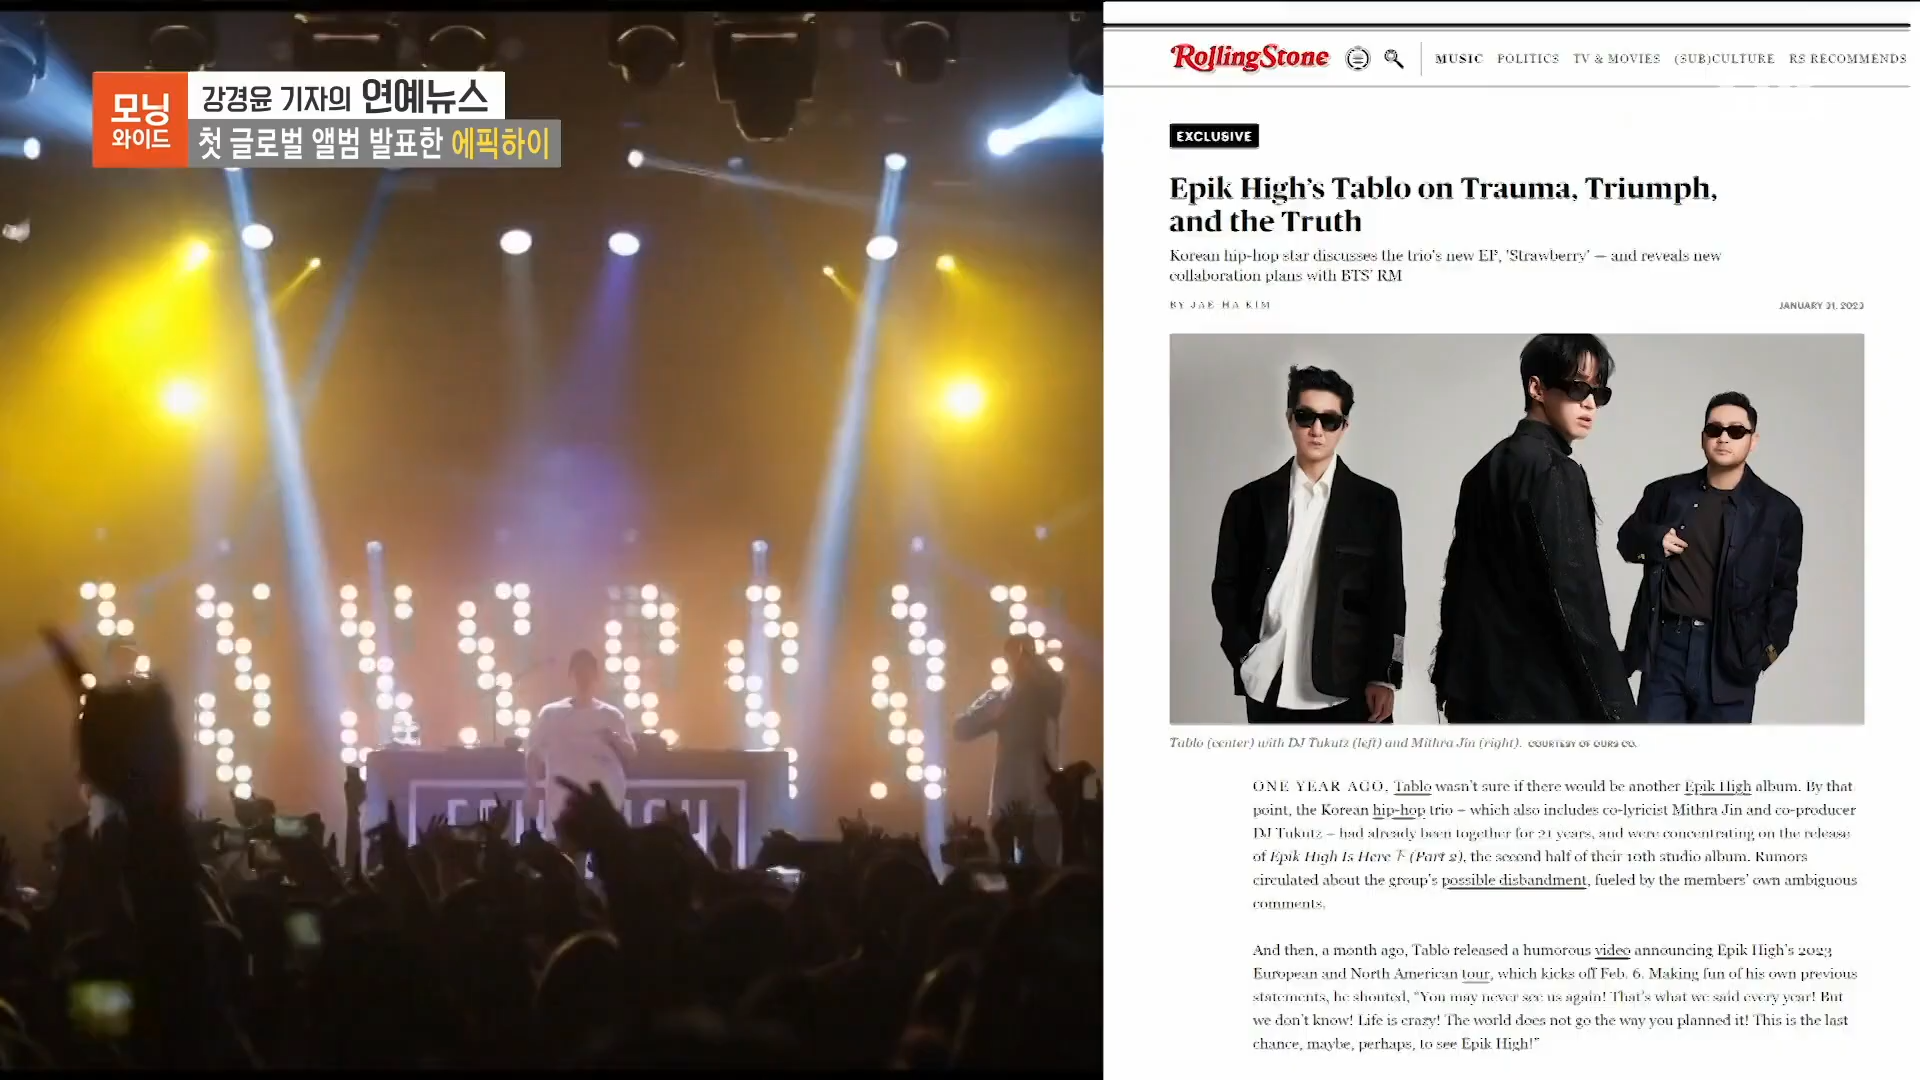 모닝
와이드
강경윤 기자의 연예뉴스
첫 글로벌 앨범 발표한 에픽하이
RollingStone
MUSIC POLITICS TV & MOVIES (SUB)CULTURE RS RECOMMENDS
EXCLUSIVE
Epik High's Tablo on Trauma, Triumph,
and the Truth
Korean hip-hop star discusses the trio's new EP, 'Strawberry' — and reveals new
collaboration plans with BTS' RM
BY JAE-HA KIM
JANUARY 31, 2023
Tablo (center) with DJ Tukutz (left) and Mithra Jin (right). COURTESY OF OURS CO.
ONE YEAR AGO, Tablo wasn't sure if there would be another Epik High album. By that
point, the Korean hip-hop trio – which also includes co-lyricist Mithra Jin and co-producer
DJ Tukutz – had already been together for 21 years, and were concentrating on the release
of Epik High Is Here 下 (Part 2), the second half of their 10th studio album. Rumors
circulated about the group's possible disbandment, fueled by the members' own ambiguous
comments.
And then, a month ago, Tablo released a humorous video announcing Epik High's 2023
European and North American tour, which kicks off Feb. 6. Making fun of his own previous
statements, he shouted, "You may never see us again! That's what we said every year! But
we don't know! Life is crazy! The world does not go the way you planned it! This is the last
chance, maybe, perhaps, to see Epik High!"